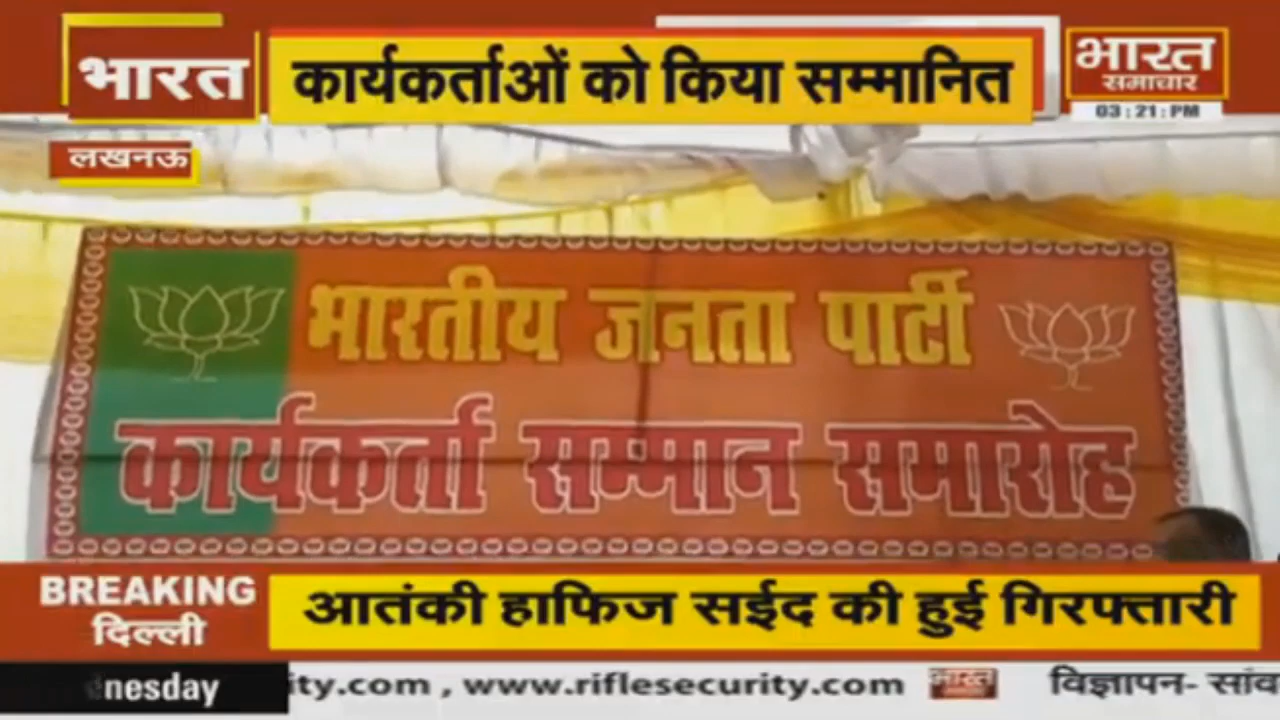 भारत
कार्यकर्ताओं को किया सम्मानित
भारत
समाचार
03:21:PM
लखनऊ
भारतीय जनता पार्टी
कार्यकर्ता सम्मान समारोह
BREAKING
दिल्ली
आतंकी हाफिज सईद की हुई गिरफ्तारी
nesday
ity.com , www.riflesecurity.com भारत विज्ञापन- सांव